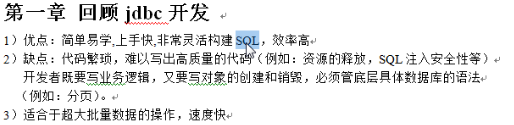 第一章 回顾 jdbc 开发
1）优点：简单易学,上手快,非常灵活构建 SQL，效率高
2）缺点：代码繁琐，难以写出高质量的代码（例如：资源的释放，SQL 注入安全性等）
开发者既要写业务逻辑，又要写对象的创建和销毁，必须管底层具体数据库的语法
（例如：分页）。
3）适合于超大批量数据的操作，速度快